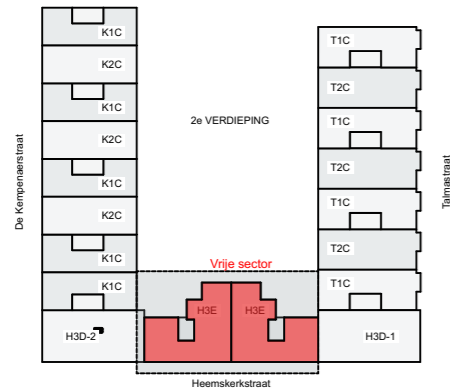 K1C
K2C
K1C
K2C
K1C
K2C
K1C
K1C
H3D-2
De Kempenaerstraat
2e VERDIEPING
Vrije sector
H3E
H3E
Heemskerkstraat
T1C
T2C
T1C
T2C
T1C
T2C
T1C
H3D-1
Talmastraat